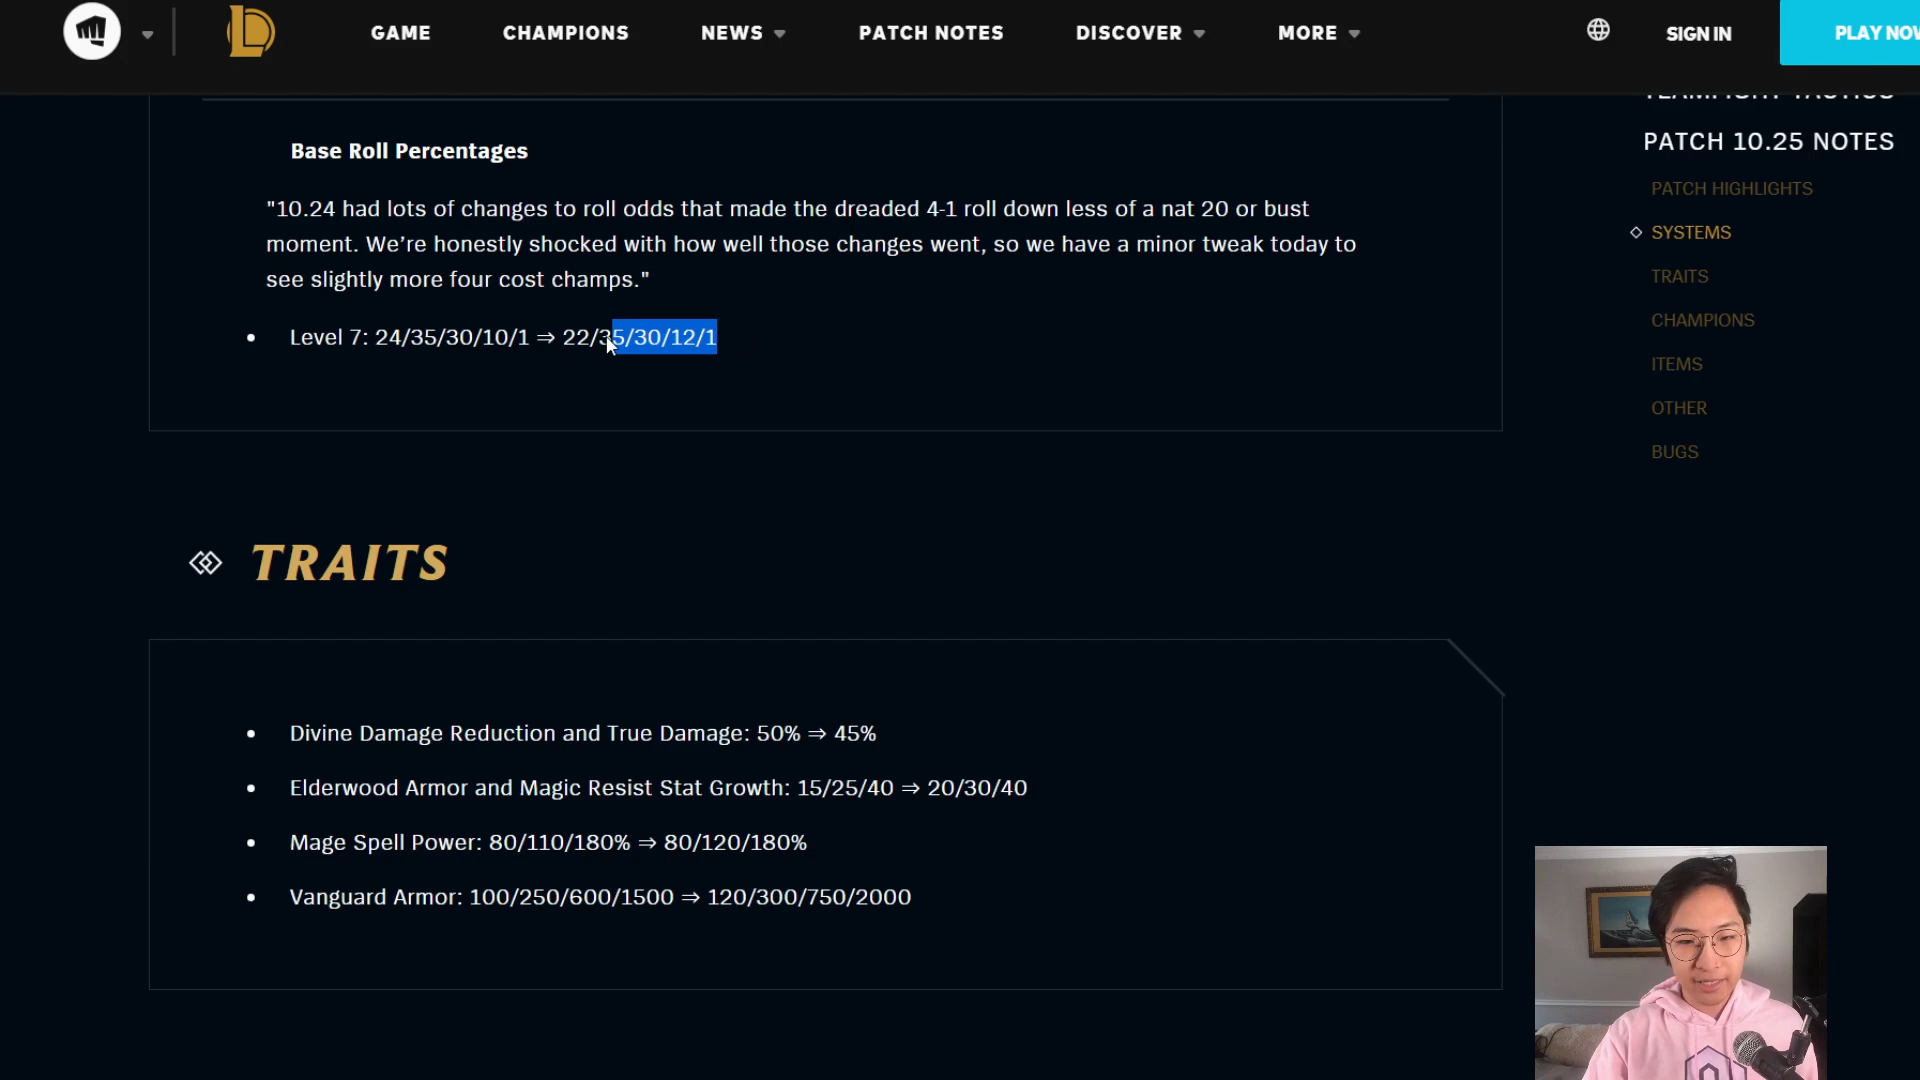 GAME CHAMPIONS NEWS PATCH NOTES DISCOVER MORE SIGN IN PLAY NOW
TEAMFIGHT TACTICS
PATCH 10.25 NOTES
PATCH HIGHLIGHTS
SYSTEMS
TRAITS
CHAMPIONS
ITEMS
OTHER
BUGS
Base Roll Percentages
"10.24 had lots of changes to roll odds that made the dreaded 4-1 roll down less of a nat 20 or bust
moment. We’re honestly shocked with how well those changes went, so we have a minor tweak today to
see slightly more four cost champs."
• Level 7: 24/35/30/10/1 ⇒ 22/35/30/12/1
TRAITS
• Divine Damage Reduction and True Damage: 50% ⇒ 45%
• Elderwood Armor and Magic Resist Stat Growth: 15/25/40 ⇒ 20/30/40
• Mage Spell Power: 80/110/180% ⇒ 80/120/180%
• Vanguard Armor: 100/250/600/1500 ⇒ 120/300/750/2000